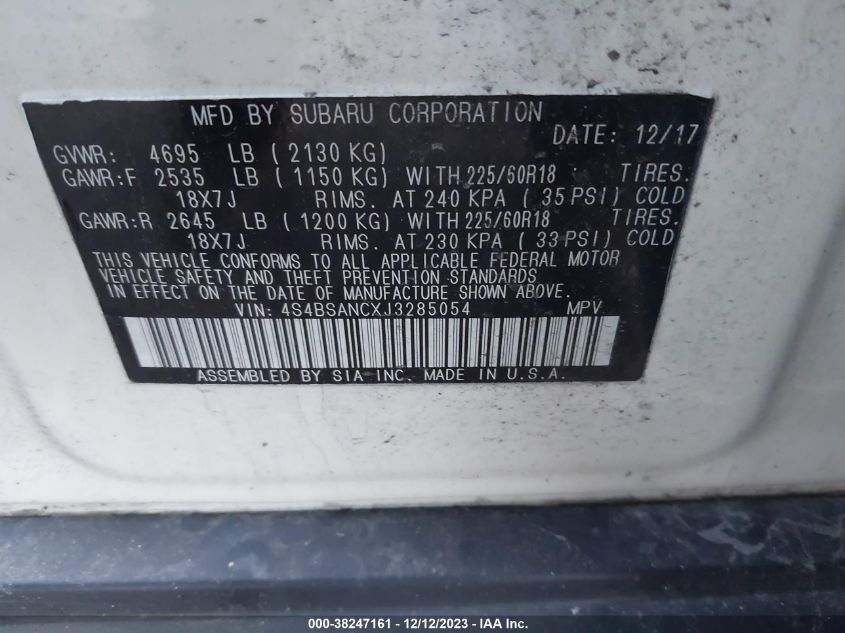 MFD BY SUBARU CORPORATION
DATE: 12/17
GVWR: 4695 LB ( 2130 KG)
GAWR:F 2535 LB ( 1150 KG) WITH 225/60R18 TIRES.
18X7J RIMS. AT 240 KPA ( 35 PSI) COLD
GAWR:R 2645 LB ( 1200 KG) WITH 225/60R18 TIRES.
18X7J RIMS. AT 230 KPA ( 33 PSI) COLD
THIS VEHICLE CONFORMS TO ALL APPLICABLE FEDERAL MOTOR
VEHICLE SAFETY AND THEFT PREVENTION STANDARDS
IN EFFECT ON THE DATE OF MANUFACTURE SHOWN ABOVE.
VIN: 4S4BSANCXJ3285054 MPV
ASSEMBLED BY SIA INC. MADE IN U.S.A.
000-38247161 - 12/12/2023 - IAA Inc.